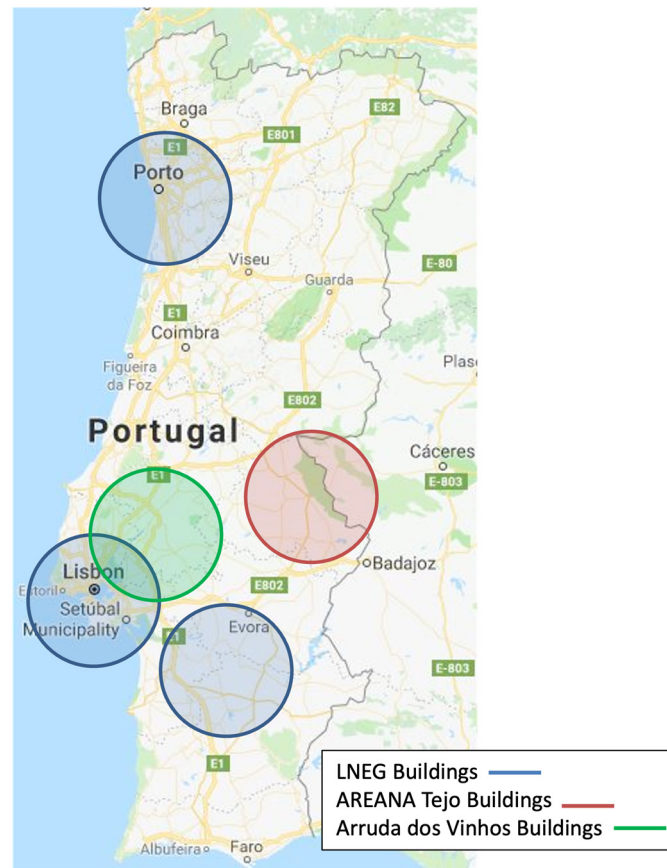 Braga
E82
E801
E1
Porto
Viseu
E-80
Guarda
E1
Coimbra
Figueira
da Foz
Plas
E802
Portugal
Cáceres
E1
E-803
Badajoz
Lisbon
Estoril
E802
Setúbal
Municipality
Evora
E1
E-803
E1
LNEG Buildings
AREANA Tejo Buildings
Arruda dos Vinhos Buildings
Albufeira
Faro